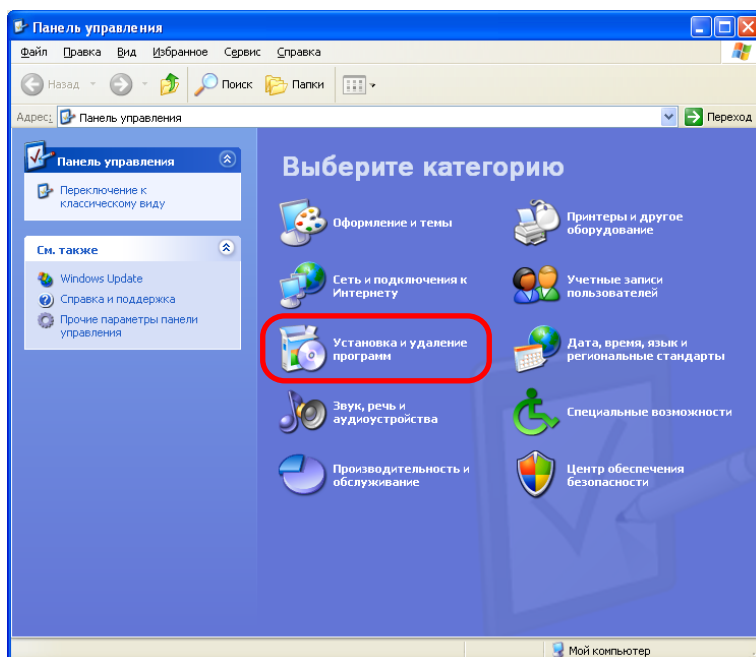 Панель управления
Файл Правка Вид Избранное Сервис Справка
Назад Поиск Папки
Адрес: Панель управления Переход
Панель управления
Переключение к
классическому виду
См. также
Windows Update
Справка и поддержка
Прочие параметры панели
управления
Выберите категорию
Оформление и темы
Принтеры и другое
оборудование
Сеть и подключения к
Интернету
Учетные записи
пользователей
Установка и удаление
программ
Дата, время, язык и
региональные стандарты
Звук, речь и
аудиоустройства
Специальные возможности
Производительность и
обслуживание
Центр обеспечения
безопасности
Мой компьютер